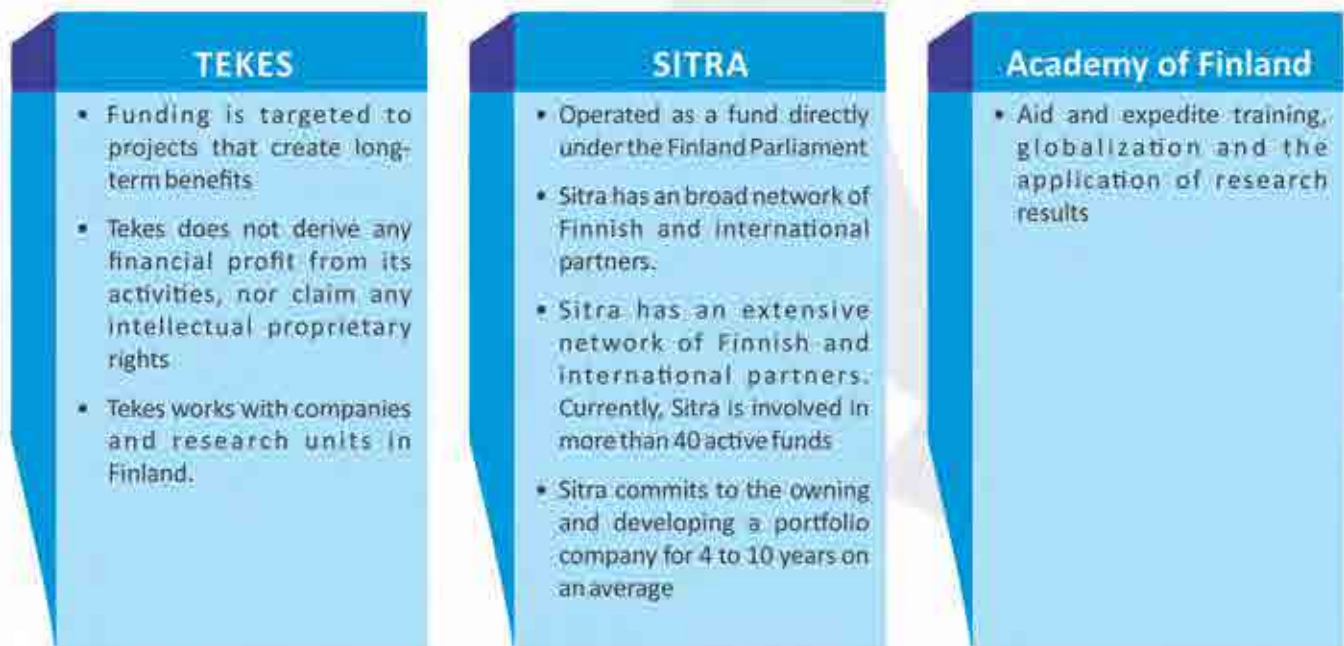 TEKES
• Funding is targeted to
projects that create long-
term benefits
• Tekes does not derive any
financial profit from its
activities, nor claim any
intellectual proprietary
rights
• Tekes works with companies
and research units in
Finland.
SITRA
• Operated as a fund directly
under the Finland Parliament
• Sitra has an broad network of
Finnish and international
partners.
• Sitra has an extensive
network of Finnish and
international partners.
Currently, Sitra is involved in
more than 40 active funds
• Sitra commits to the owning
and developing a portfolio
company for 4 to 10 years on
an average
Academy of Finland
• Aid and expedite training,
globalization and the
application of research
results